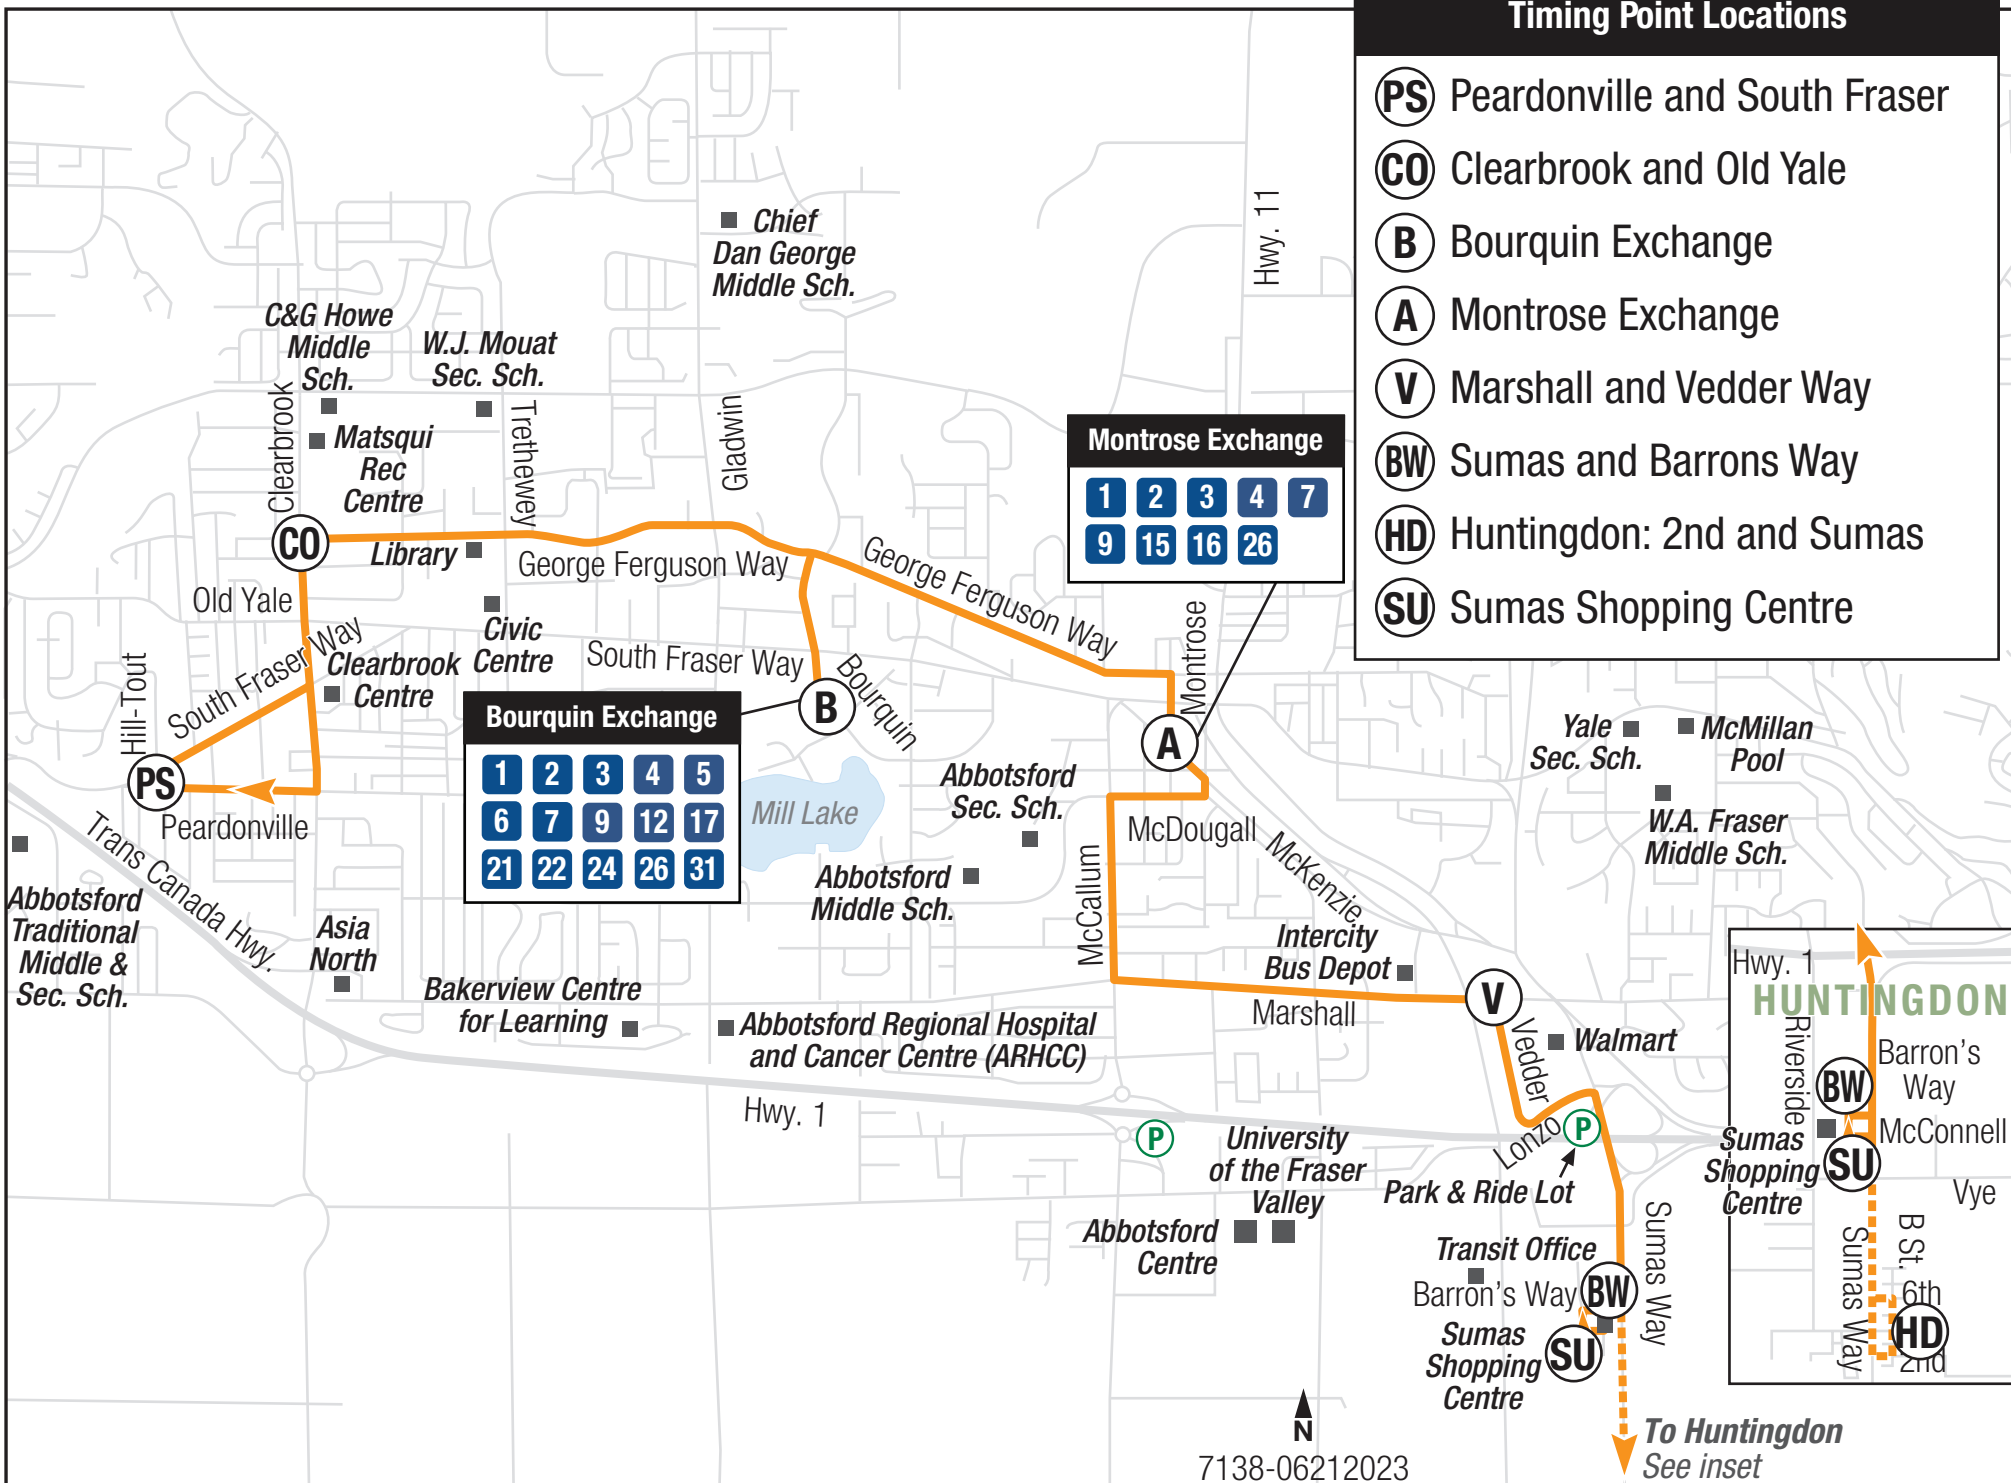 Timing Point Locations
PS Peardonville and South Fraser
CO Clearbrook and Old Yale
B Bourquin Exchange
A Montrose Exchange
V Marshall and Vedder Way
BW Sumas and Barrons Way
HD Huntingdon: 2nd and Sumas
SU Sumas Shopping Centre
Hwy. 11
Chief
Dan George
Middle Sch.
C&G Howe
Middle
Sch.
W.J. Mouat
Sec. Sch.
Clearbrook
Matsqui
Rec
Centre
Trethewey
Gladwin
Montrose Exchange
1 2 3 4 7
9 15 16 26
CO
Library
George Ferguson Way
George Ferguson Way
Old Yale
Civic
Centre
South Fraser Way
Clearbrook
Centre
South Fraser Way
Bourquin
Montrose
Hill-Tout
Bourquin Exchange
1 2 3 4 5
6 7 9 12 17
21 22 24 26 31
B
A
PS
Peardonville
Mill Lake
Abbotsford
Sec. Sch.
McDougall
McKenzie
McCallum
Abbotsford
Middle Sch.
Yale
Sec. Sch.
McMillan
Pool
W.A. Fraser
Middle Sch.
Trans Canada Hwy.
Abbotsford
Traditional
Middle &
Sec. Sch.
Asia
North
Bakerview Centre
for Learning
Abbotsford Regional Hospital
and Cancer Centre (ARHCC)
Intercity
Bus Depot
Marshall
V
Vedder
Walmart
Hwy. 1
P
P
Lonzo
University
of the Fraser
Valley
Park & Ride Lot
Abbotsford
Centre
Transit Office
Barron's Way
BW
Sumas Way
Sumas
Shopping
Centre
SU
To Huntingdon
See inset
N
7138-06212023
Hwy. 1
HUNTINGDON
Riverside
Barron's
Way
BW
McConnell
Sumas
Shopping
Centre
SU
Vye
Sumas Way
B St.
6th
HD
2nd